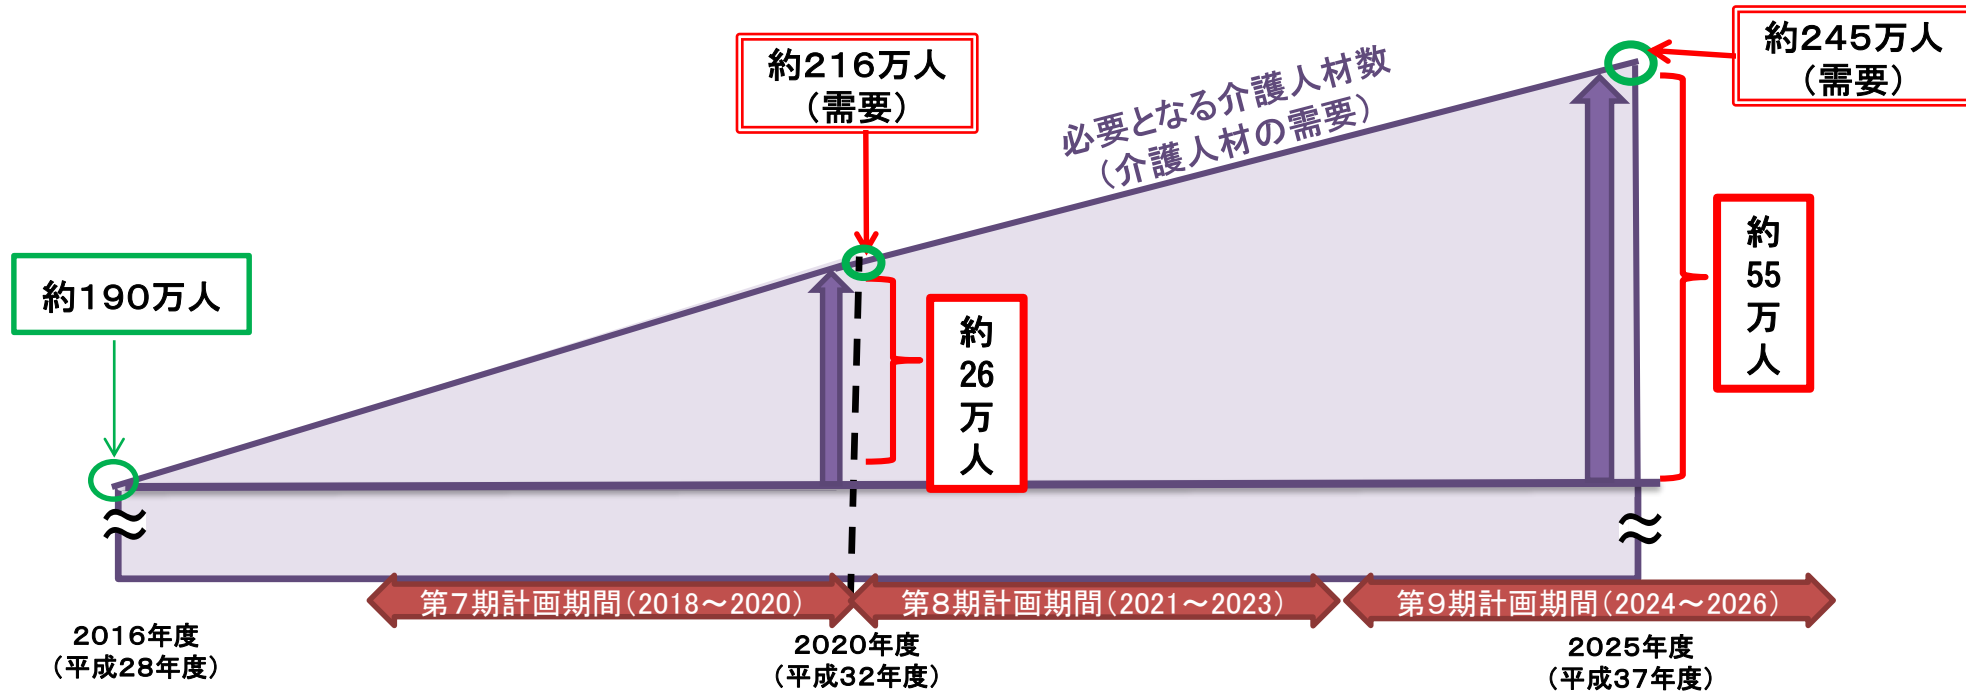 約245万人
（需要）
約216万人
（需要）
必要となる介護人材数
（介護人材の需要）
約190万人
約
55
万
人
約
26
万
人
第7期計画期間（2018～2020）
第8期計画期間（2021～2023）
第9期計画期間（2024～2026）
2016年度
（平成28年度）
2020年度
（平成32年度）
2025年度
（平成37年度）